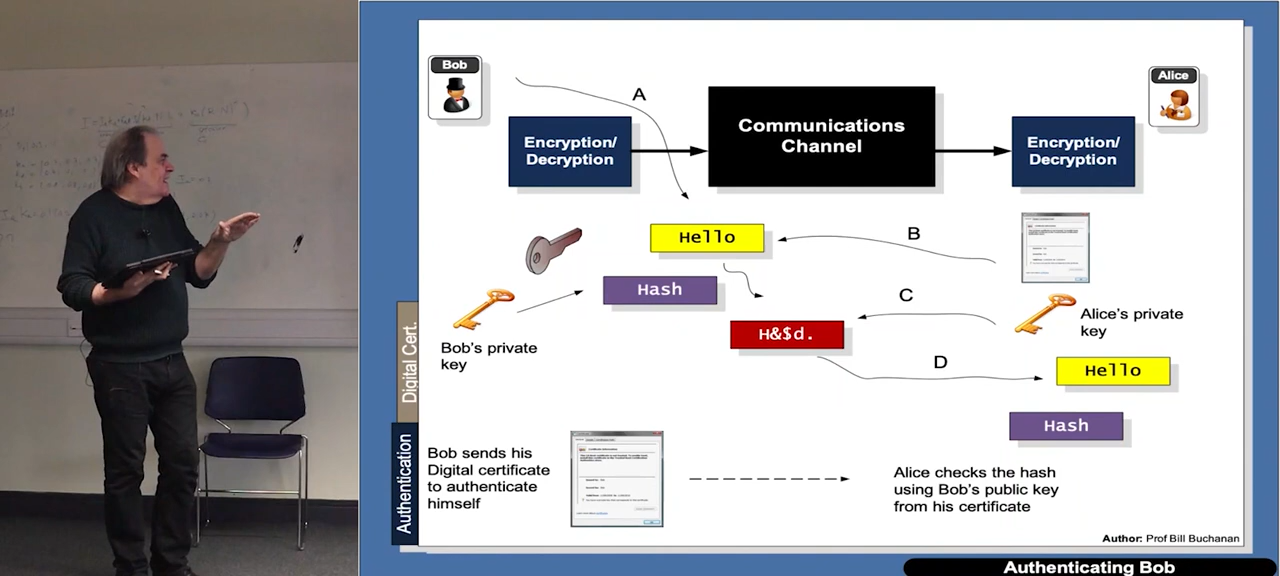 Bob
Alice
A
Encryption/
Decryption
Communications
Channel
Encryption/
Decryption
Hello
B
Hash
C
Alice's private
key
H&$d.
Bob's private
key
D
Hello
Hash
Digital Cert.
Authentication
Bob sends his
Digital certificate
to authenticate
himself
Alice checks the hash
using Bob's public key
from his certificate
Author: Prof Bill Buchanan
Authenticating Bob